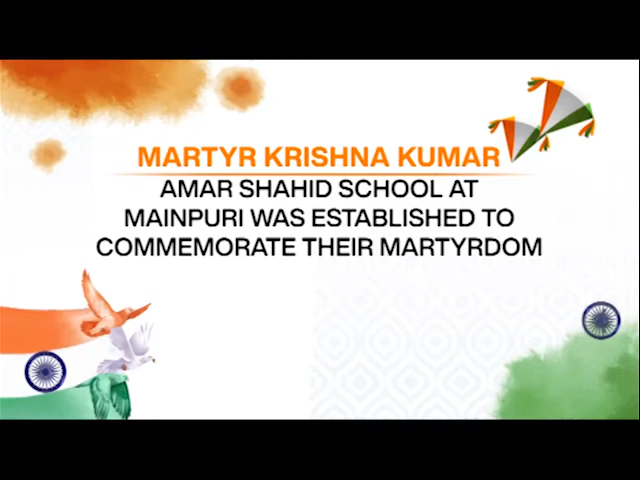 MARTYR KRISHNA KUMAR
AMAR SHAHID SCHOOL AT
MAINPURI WAS ESTABLISHED TO
COMMEMORATE THEIR MARTYRDOM